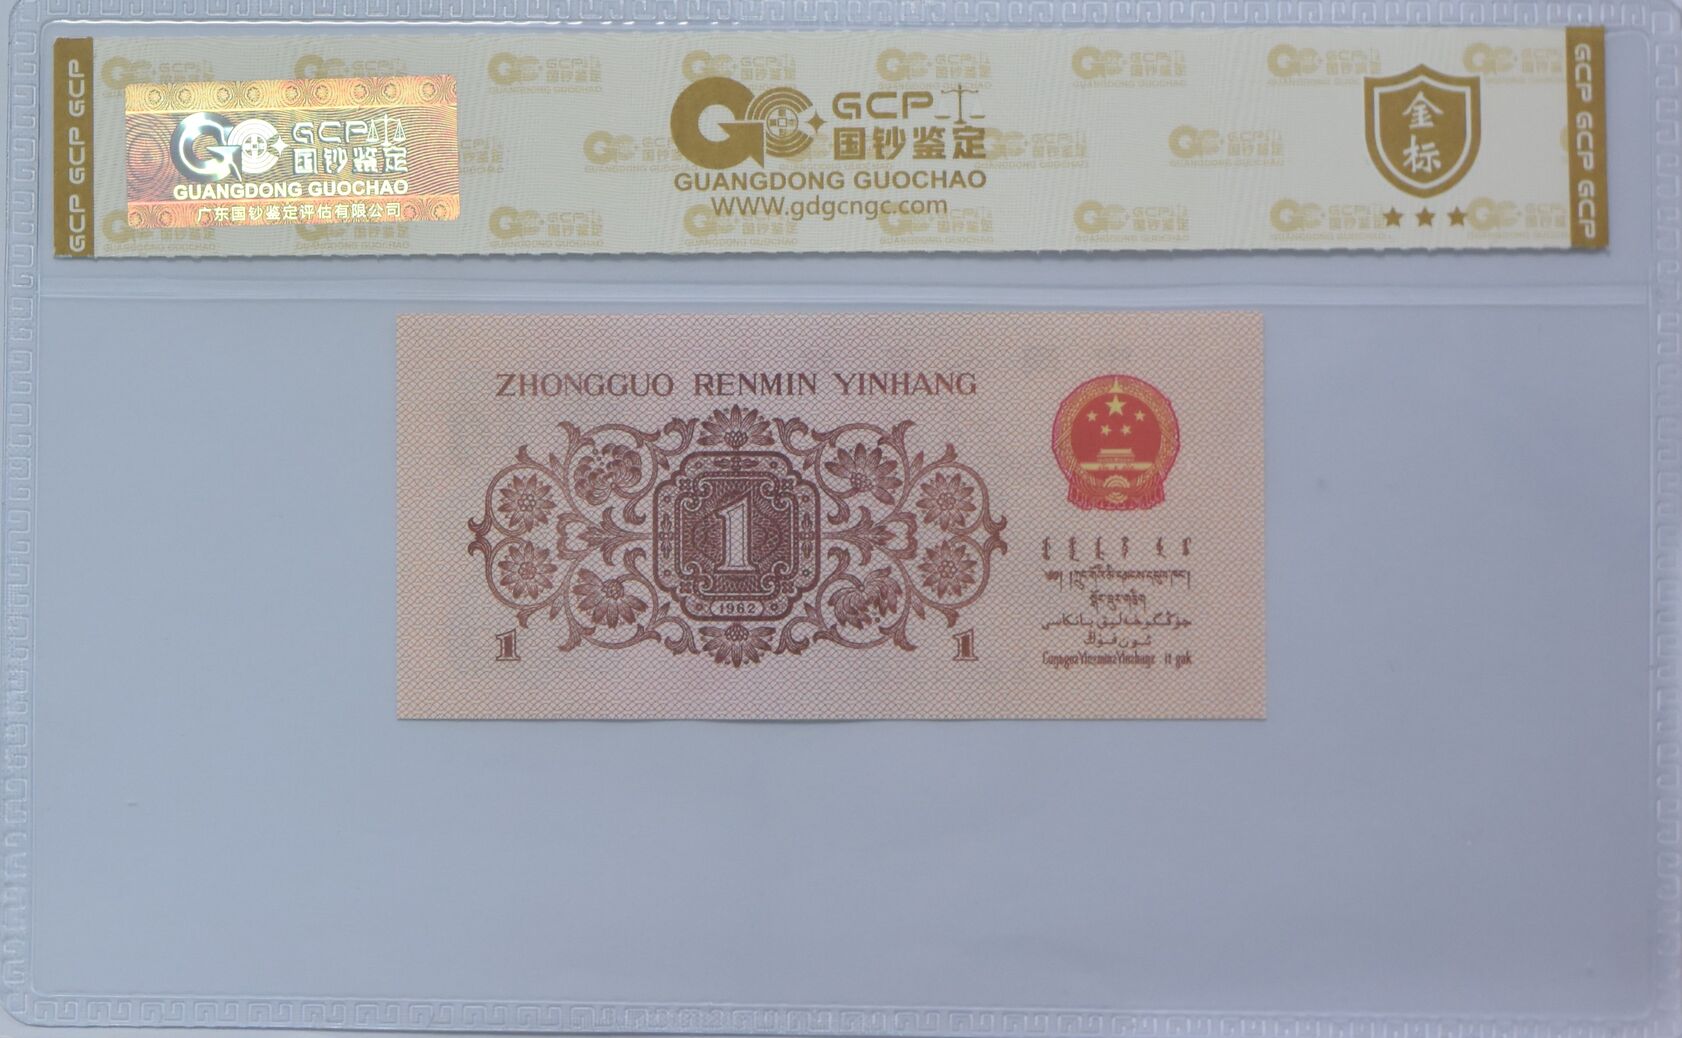 GCP GCP GCP
GCP
国钞鉴定
GUANGDONG GUOCHAO
广东国钞鉴定评估有限公司
GCP
国钞鉴定
GUANGDONG GUOCHAO
WWW.gdgcngc.com
金标
GCP GCP GCP
ZHONGGUO RENMIN YINHANG
1
1962
1
1